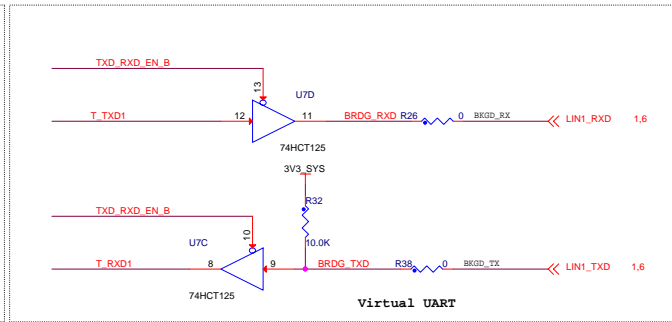 TXD_RXD_EN_B
13
U7D
T_TXD1
12
11
BRDG_RXD
R26
0
BKGD_RX
LIN1_RXD
1,6
74HCT125
3V3_SYS
R32
TXD_RXD_EN_B
10
U7C
10.0K
T_RXD1
8
9
BRDG_TXD
R38
0
BKGD_TX
LIN1_TXD
1,6
74HCT125
Virtual UART